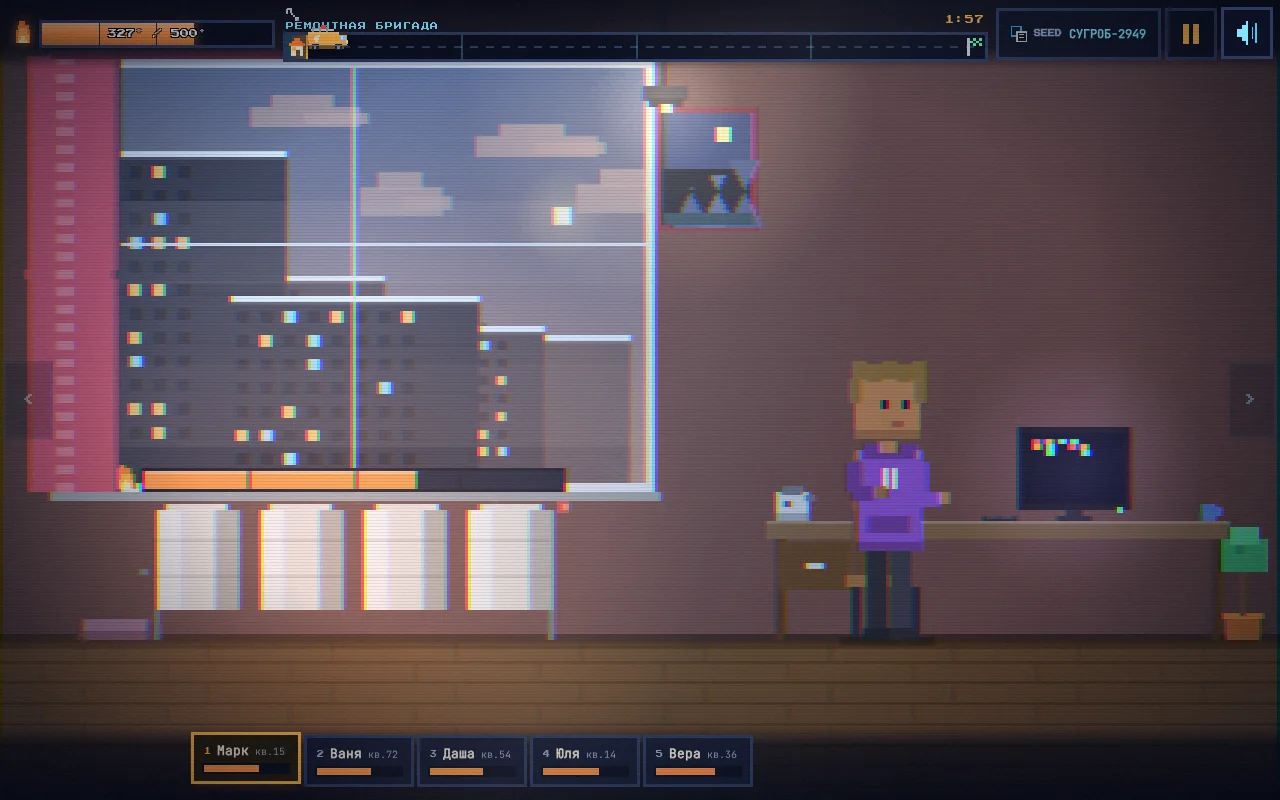 327° / 500°
РЕМОНТНАЯ БРИГАДА
1:57
SEED СУГРОБ-2949
1 Марк кв.15
2 Ваня кв.72
3 Даша кв.54
4 Юля кв.14
5 Вера кв.36